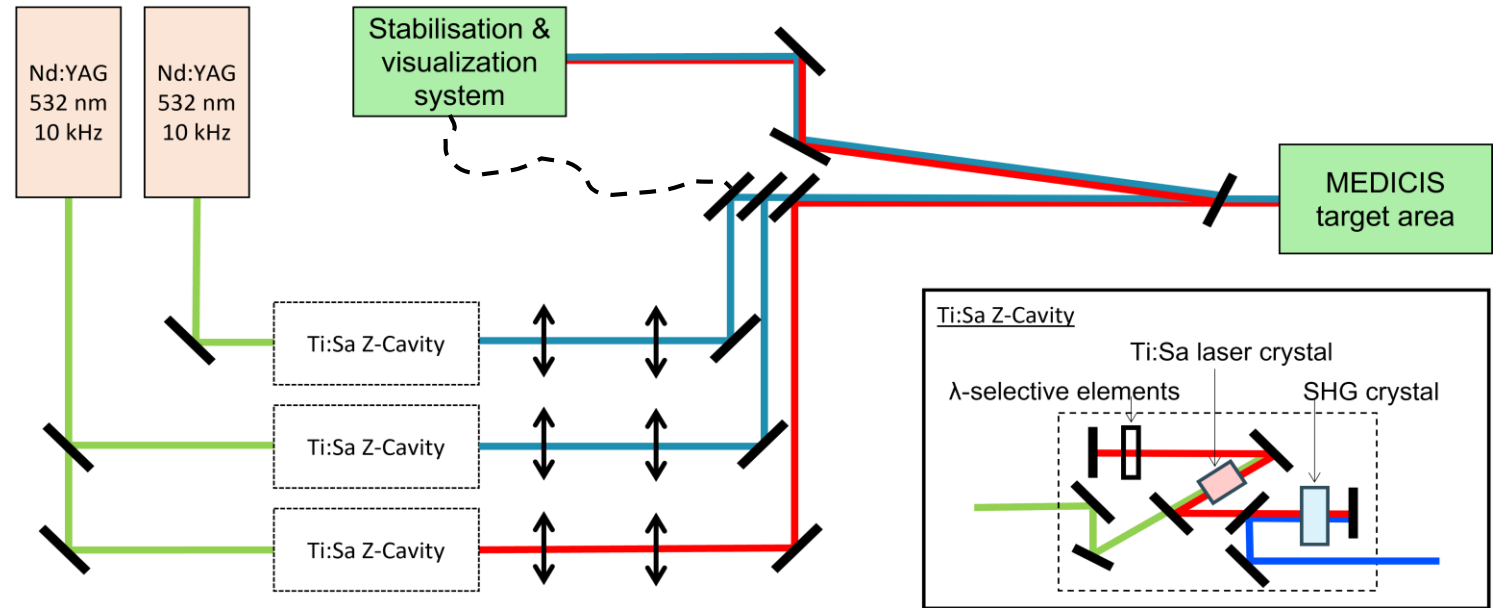 Nd:YAG
532 nm
10 kHz
Nd:YAG
532 nm
10 kHz
Stabilisation &
visualization
system
MEDICIS
target area
Ti:Sa Z-Cavity
Ti:Sa Z-Cavity
Ti:Sa Z-Cavity
Ti:Sa Z-Cavity
Ti:Sa laser crystal
λ-selective elements
SHG crystal